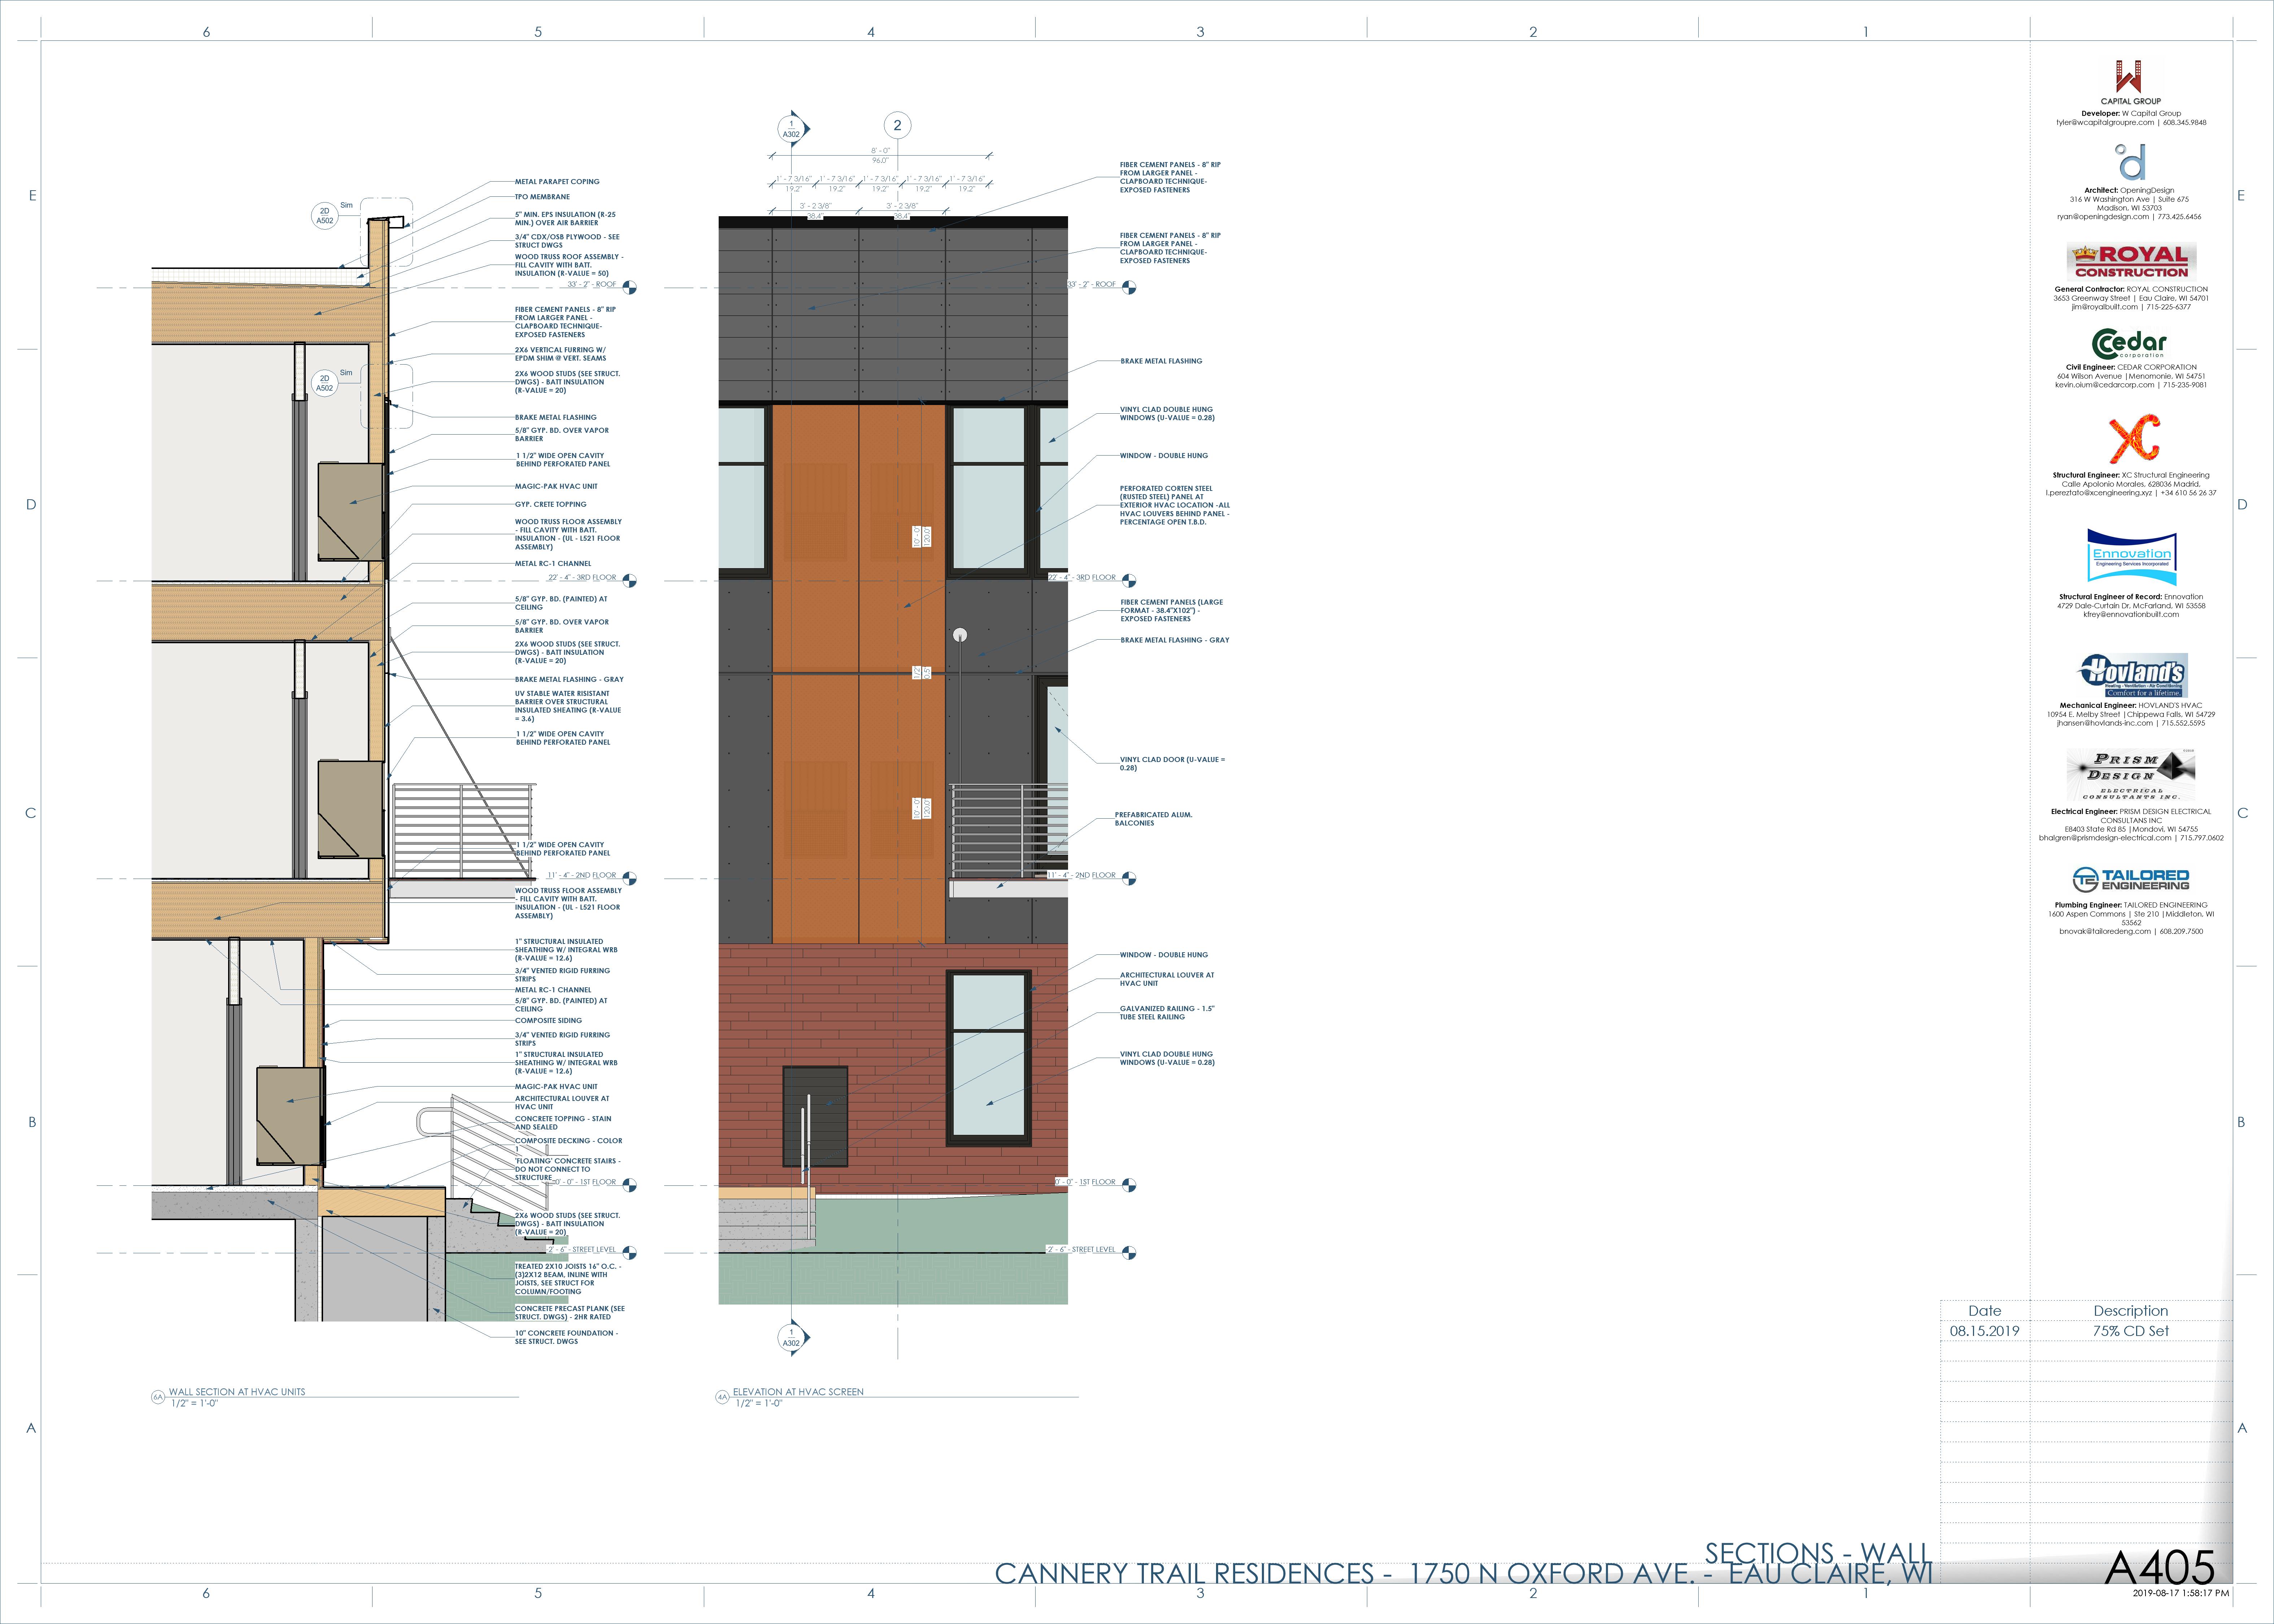 6
5
4
3
2
1
E
D
C
B
A
METAL PARAPET COPING
TPO MEMBRANE
5" MIN. EPS INSULATION (R-25
MIN.) OVER AIR BARRIER
3/4" CDX/OSB PLYWOOD - SEE
STRUCT DWGS
WOOD TRUSS ROOF ASSEMBLY -
FILL CAVITY WITH BATT.
INSULATION (R-VALUE = 50)
33' - 2" - ROOF
FIBER CEMENT PANELS - 8" RIP
FROM LARGER PANEL -
CLAPBOARD TECHNIQUE-
EXPOSED FASTENERS
2X6 VERTICAL FURRING W/
EPDM SHIM @ VERT. SEAMS
2X6 WOOD STUDS (SEE STRUCT.
DWGS) - BATT INSULATION
(R-VALUE = 20)
BRAKE METAL FLASHING
5/8" GYP. BD. OVER VAPOR
BARRIER
1 1/2" WIDE OPEN CAVITY
BEHIND PERFORATED PANEL
MAGIC-PAK HVAC UNIT
GYP. CRETE TOPPING
WOOD TRUSS FLOOR ASSEMBLY
- FILL CAVITY WITH BATT.
INSULATION - (UL - L521 FLOOR
ASSEMBLY)
METAL RC-1 CHANNEL
22' - 4" - 3RD FLOOR
5/8" GYP. BD. (PAINTED) AT
CEILING
5/8" GYP. BD. OVER VAPOR
BARRIER
2X6 WOOD STUDS (SEE STRUCT.
DWGS) - BATT INSULATION
(R-VALUE = 20)
BRAKE METAL FLASHING - GRAY
UV STABLE WATER RISISTANT
BARRIER OVER STRUCTURAL
INSULATED SHEATING (R-VALUE
= 3.6)
1 1/2" WIDE OPEN CAVITY
BEHIND PERFORATED PANEL
1 1/2" WIDE OPEN CAVITY
BEHIND PERFORATED PANEL
11' - 4" - 2ND FLOOR
WOOD TRUSS FLOOR ASSEMBLY
- FILL CAVITY WITH BATT.
INSULATION - (UL - L521 FLOOR
ASSEMBLY)
1" STRUCTURAL INSULATED
SHEATHING W/ INTEGRAL WRB
(R-VALUE = 12.6)
3/4" VENTED RIGID FURRING
STRIPS
METAL RC-1 CHANNEL
5/8" GYP. BD. (PAINTED) AT
CEILING
COMPOSITE SIDING
3/4" VENTED RIGID FURRING
STRIPS
1" STRUCTURAL INSULATED
SHEATHING W/ INTEGRAL WRB
(R-VALUE = 12.6)
MAGIC-PAK HVAC UNIT
ARCHITECTURAL LOUVER AT
HVAC UNIT
CONCRETE TOPPING - STAIN
AND SEALED
COMPOSITE DECKING - COLOR
1
'FLOATING' CONCRETE STAIRS -
DO NOT CONNECT TO
STRUCTURE
0' - 0" - 1ST FLOOR
2X6 WOOD STUDS (SEE STRUCT.
DWGS) - BATT INSULATION
(R-VALUE = 20)
-2' - 6" - STREET LEVEL
TREATED 2X10 JOISTS 16" O.C. -
(3)2X12 BEAM, INLINE WITH
JOISTS, SEE STRUCT FOR
COLUMN/FOOTING
CONCRETE PRECAST PLANK (SEE
STRUCT. DWGS) - 2HR RATED
10" CONCRETE FOUNDATION -
SEE STRUCT. DWGS
2D
A502
Sim
2D
A502
Sim
6A
WALL SECTION AT HVAC UNITS
1/2" = 1'-0"
1
A302
2
8' - 0"
96.0"
1' - 7 3/16" 1' - 7 3/16" 1' - 7 3/16" 1' - 7 3/16" 1' - 7 3/16"
19.2" 19.2" 19.2" 19.2" 19.2"
3' - 2 3/8" 3' - 2 3/8"
38.4" 38.4"
10' - 0"
120.0"
1/2"
0.5"
10' - 0"
120.0"
FIBER CEMENT PANELS - 8" RIP
FROM LARGER PANEL -
CLAPBOARD TECHNIQUE-
EXPOSED FASTENERS
FIBER CEMENT PANELS - 8" RIP
FROM LARGER PANEL -
CLAPBOARD TECHNIQUE-
EXPOSED FASTENERS
33' - 2" - ROOF
BRAKE METAL FLASHING
VINYL CLAD DOUBLE HUNG
WINDOWS (U-VALUE = 0.28)
WINDOW - DOUBLE HUNG
PERFORATED CORTEN STEEL
(RUSTED STEEL) PANEL AT
EXTERIOR HVAC LOCATION -ALL
HVAC LOUVERS BEHIND PANEL -
PERCENTAGE OPEN T.B.D.
22' - 4" - 3RD FLOOR
FIBER CEMENT PANELS (LARGE
FORMAT - 38.4"X102") -
EXPOSED FASTENERS
BRAKE METAL FLASHING - GRAY
VINYL CLAD DOOR (U-VALUE =
0.28)
PREFABRICATED ALUM.
BALCONIES
11' - 4" - 2ND FLOOR
WINDOW - DOUBLE HUNG
ARCHITECTURAL LOUVER AT
HVAC UNIT
GALVANIZED RAILING - 1.5"
TUBE STEEL RAILING
VINYL CLAD DOUBLE HUNG
WINDOWS (U-VALUE = 0.28)
0' - 0" - 1ST FLOOR
-2' - 6" - STREET LEVEL
1
A302
4A
ELEVATION AT HVAC SCREEN
1/2" = 1'-0"
CAPITAL GROUP
Developer: W Capital Group
tyler@wcapitalgroupre.com | 608.345.9848
Architect: OpeningDesign
316 W Washington Ave | Suite 675
Madison, WI 53703
ryan@openingdesign.com | 773.425.6456
ROYAL
CONSTRUCTION
General Contractor: ROYAL CONSTRUCTION
3653 Greenway Street | Eau Claire, WI 54701
jim@royalbuilt.com | 715-225-6377
Cedar
corporation
Civil Engineer: CEDAR CORPORATION
604 Wilson Avenue |Menomonie, WI 54751
kevin.oium@cedarcorp.com | 715-235-9081
XC
Structural Engineer: XC Structural Engineering
Calle Apolonio Morales, 628036 Madrid,
l.pereztato@xcengineering.xyz | +34 610 56 26 37
Ennovation
Engineering Services Incorporated
Structural Engineer of Record: Ennovation
4729 Dale-Curtain Dr, McFarland, WI 53558
kfrey@ennovationbuilt.com
Hovland's
Heating · Ventilation · Air Conditioning
Comfort for a lifetime.
Mechanical Engineer: HOVLAND'S HVAC
10954 E. Melby Street |Chippewa Falls, WI 54729
jhansen@hovlands-inc.com | 715.552.5595
PRISM
DESIGN
ELECTRICAL
CONSULTANTS INC.
Electrical Engineer: PRISM DESIGN ELECTRICAL
CONSULTANS INC
E8403 State Rd 85 |Mondovi, WI 54755
bhalgren@prismdesign-electrical.com | 715.797.0602
TE TAILORED
ENGINEERING
Plumbing Engineer: TAILORED ENGINEERING
1600 Aspen Commons | Ste 210 |Middleton, WI
53562
bnovak@tailoredeng.com | 608.209.7500
Date Description
08.15.2019 75% CD Set
SECTIONS - WALL
CANNERY TRAIL RESIDENCES - 1750 N OXFORD AVE. - EAU CLAIRE, WI
A405
2019-08-17 1:58:17 PM
E
D
C
B
A
6
5
4
3
2
1